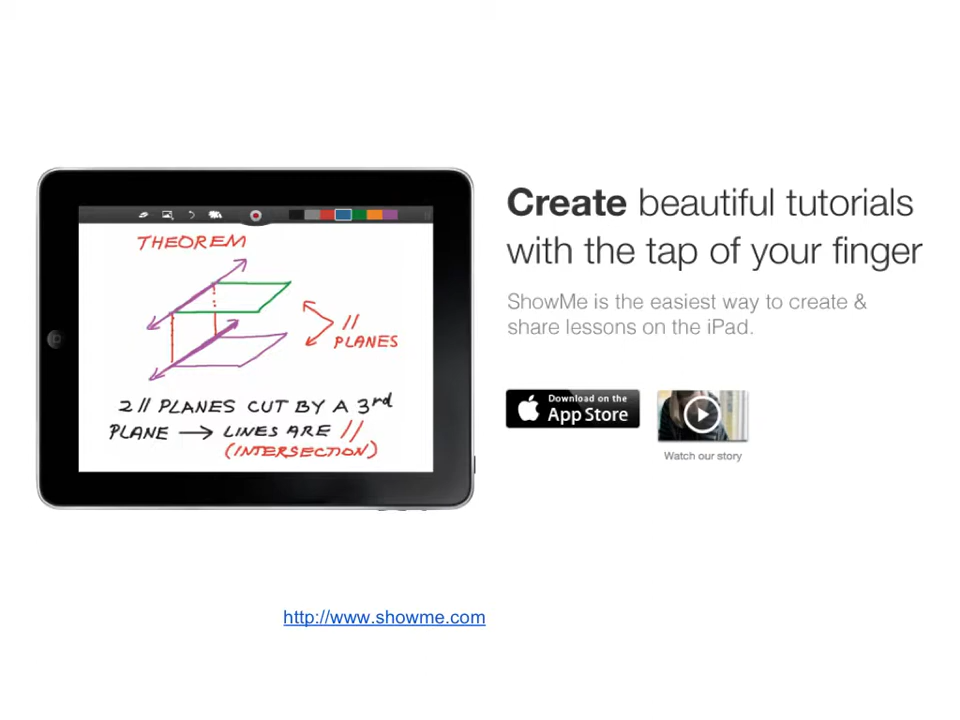 THEOREM
//
PLANES
2 // PLANES CUT BY A 3rd
PLANE → LINES ARE //
(INTERSECTION)
Create beautiful tutorials
with the tap of your finger
ShowMe is the easiest way to create &
share lessons on the iPad.
Download on the
App Store
Watch our story
http://www.showme.com